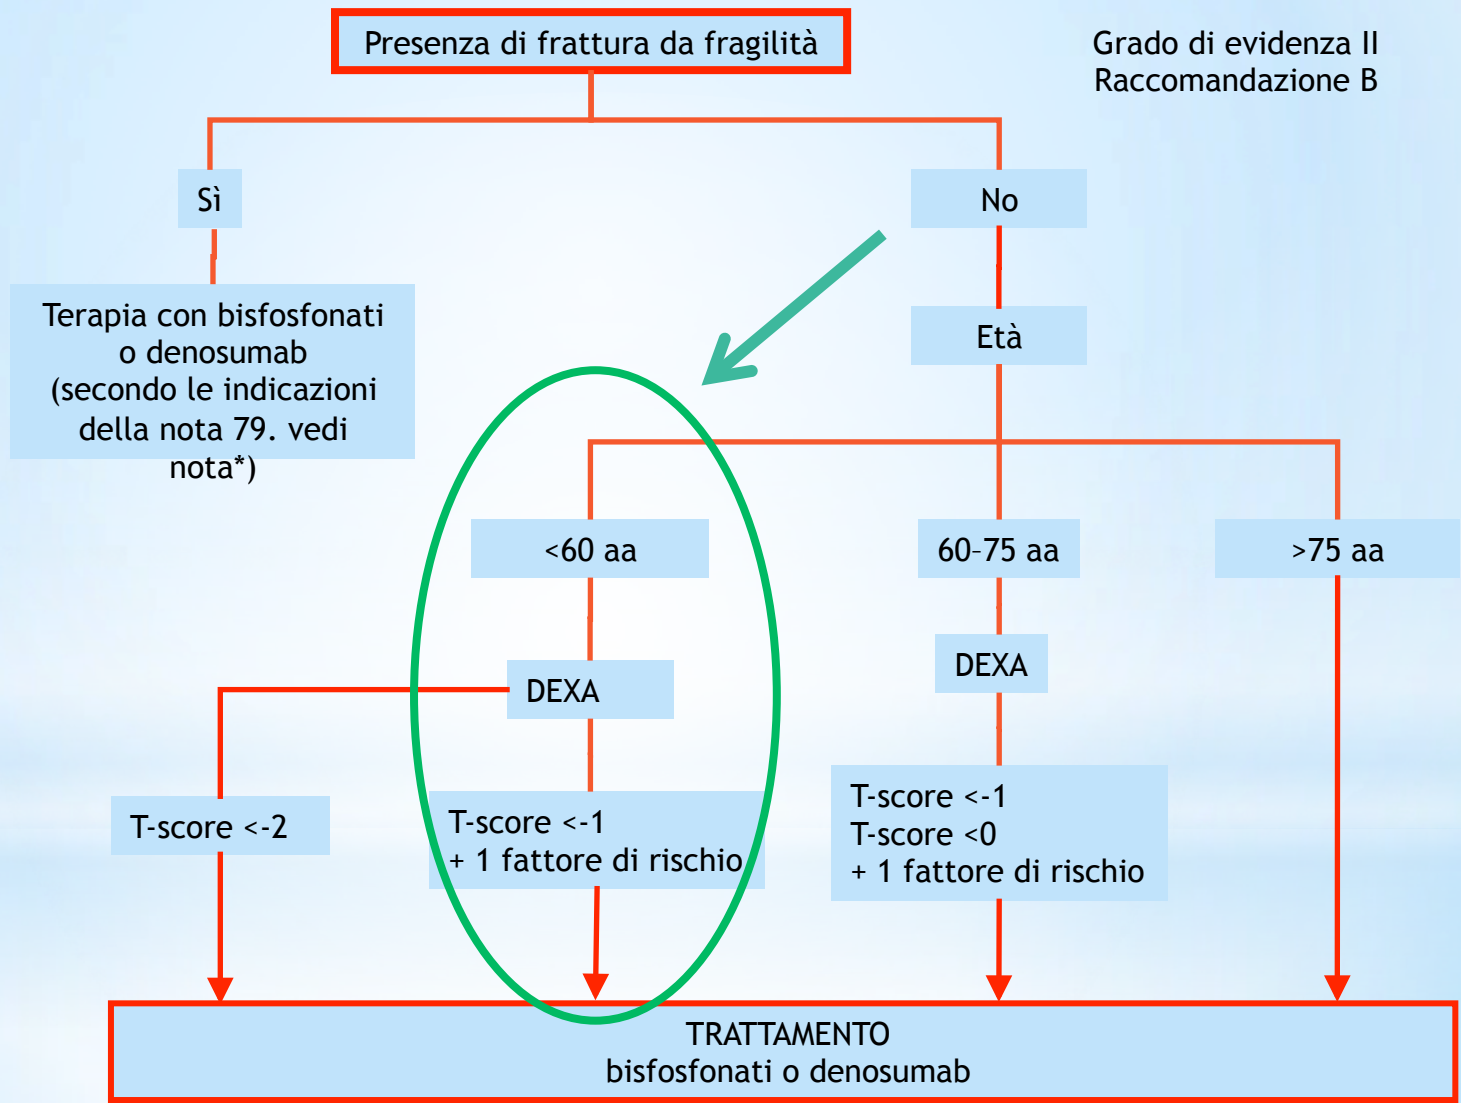 Presenza di frattura da fragilità
Grado di evidenza II
Raccomandazione B
Sì
No
Terapia con bisfosfonati
o denosumab
(secondo le indicazioni
della nota 79. vedi
nota*)
Età
<60 aa
60–75 aa
>75 aa
DEXA
DEXA
T-score <-2
T-score <-1
+ 1 fattore di rischio
T-score <-1
T-score <0
+ 1 fattore di rischio
TRATTAMENTO
bisfosfonati o denosumab